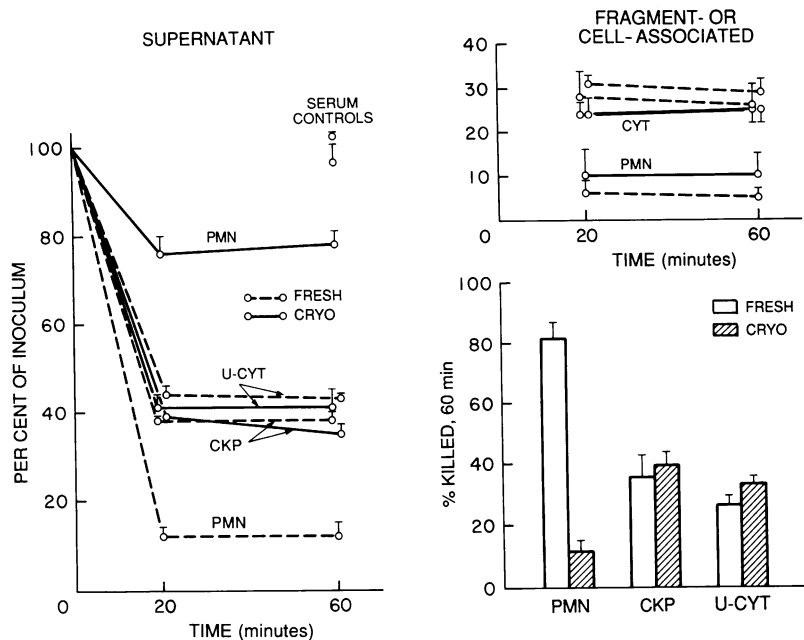 SUPERNATANT
SERUM
CONTROLS
100
80
60
40
20
0
20
60
PER CENT OF INOCULUM
TIME (minutes)
PMN
FRESH
CRYO
U-CYT
CKP
PMN
FRAGMENT- OR
CELL-ASSOCIATED
40
30
20
10
0
20
60
TIME (minutes)
CYT
PMN
100
80
60
40
20
0
% KILLED, 60 min
FRESH
CRYO
PMN
CKP
U-CYT